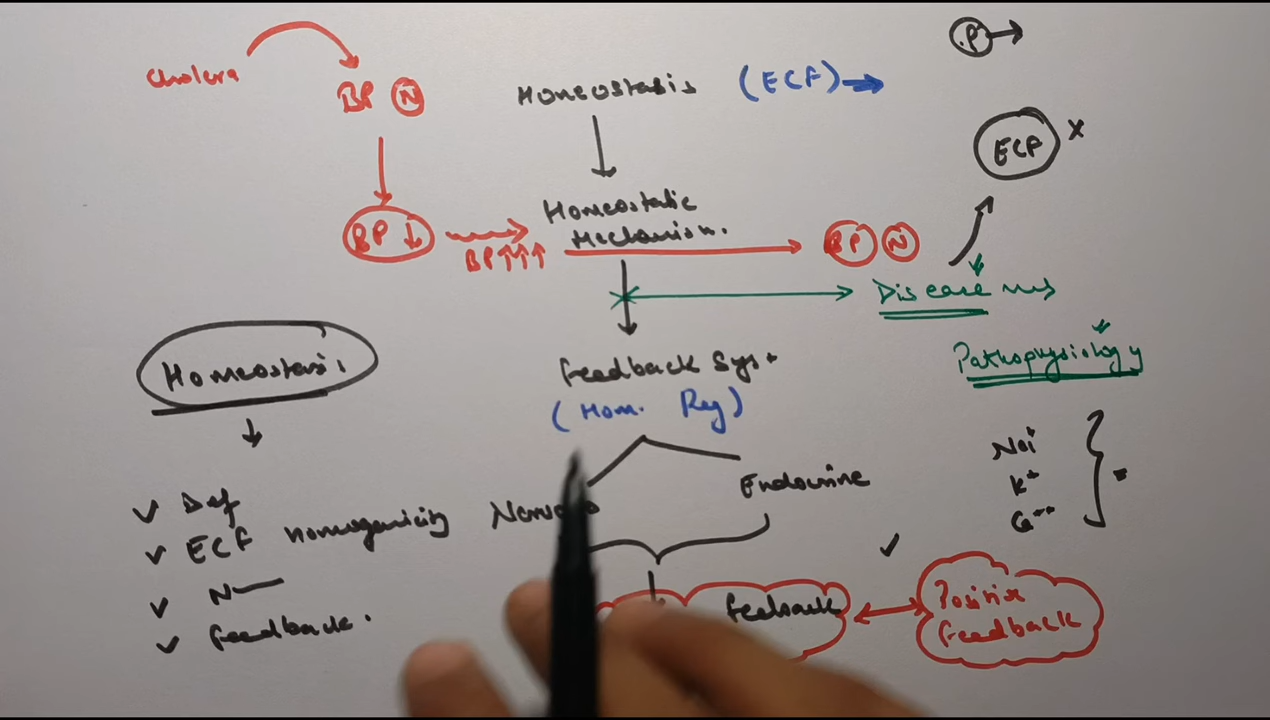 P
Cholera
BP N
Homeostasis (ECF)
ECF X
BP ↓
BP↑↑↑
Homeostatic
Mechanism.
BP N
Disease
Pathophysiology
Homeostasis
Feedback Sys
(Hom. Reg)
Na+
K+
Ca++
Endocrine
Def
ECF homogenicity
N
Feedback.
feedback
Positive
feedback